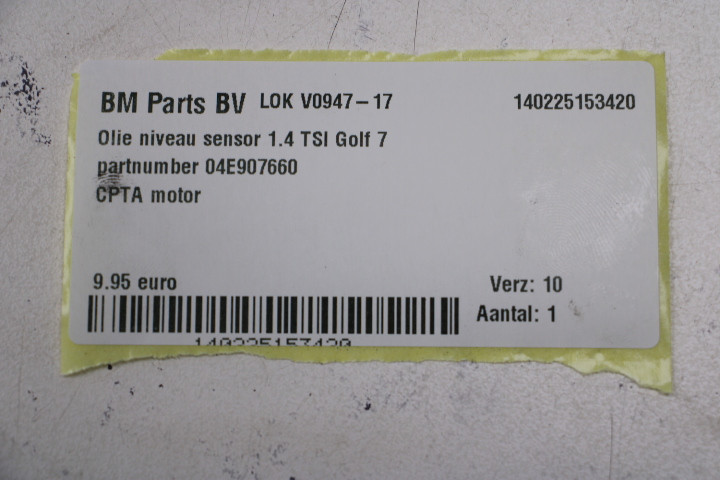 BM Parts BV LOK V0947-17 140225153420
Olie niveau sensor 1.4 TSI Golf 7
partnumber 04E907660
CPTA motor
9.95 euro Verz: 10
Aantal: 1
140225153420